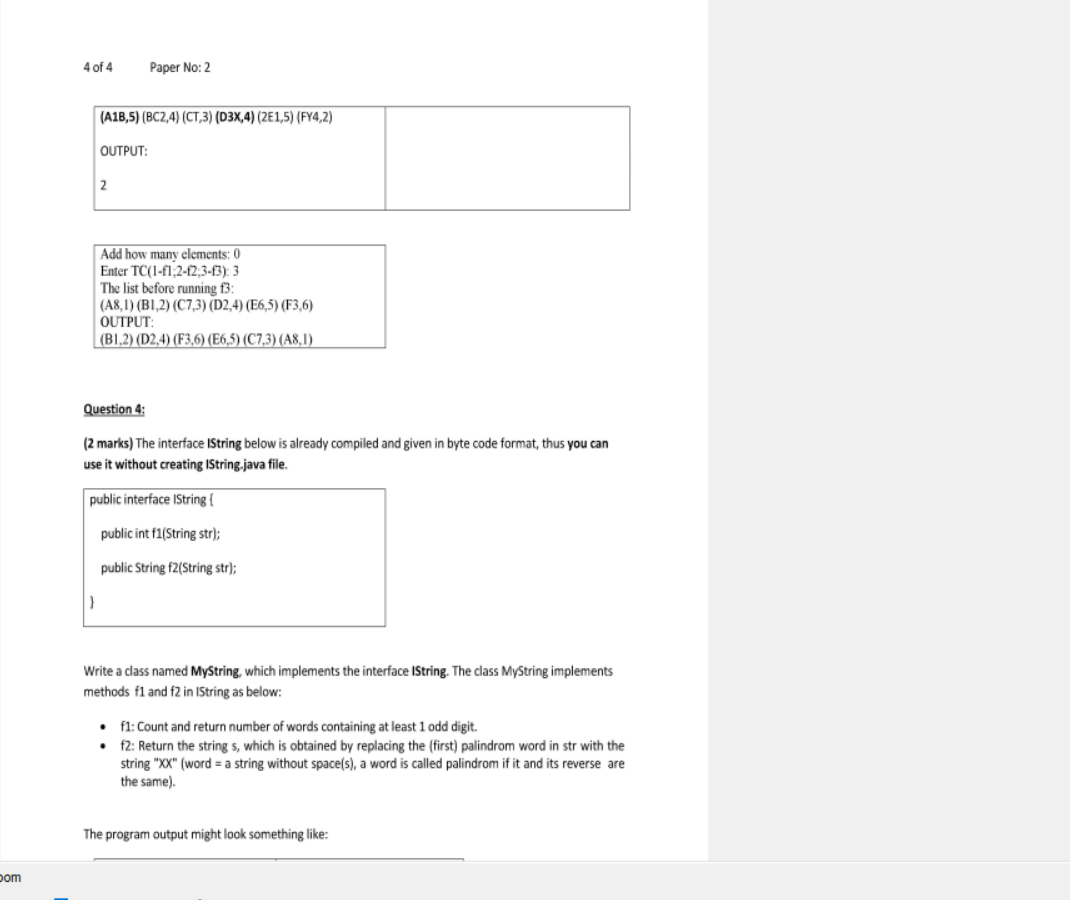 4 of 4 Paper No: 2
(A1B,5) (BC2,4) (CT,3) (D3X,4) (2E1,5) (FY4,2)
OUTPUT:
2
Add how many elements: 0
Enter TC(1-f1;2-f2;3-f3): 3
The list before running f3:
(A8,1) (B1,2) (C7,3) (D2,4) (E6,5) (F3,6)
OUTPUT:
(B1,2) (D2,4) (F3,6) (E6,5) (C7,3) (A8,1)
Question 4:
(2 marks) The interface IString below is already compiled and given in byte code format, thus you can
use it without creating IString.java file.
public interface IString {
public int f1(String str);
public String f2(String str);
}
Write a class named MyString, which implements the interface IString. The class MyString implements
methods f1 and f2 in IString as below:
• f1: Count and return number of words containing at least 1 odd digit.
• f2: Return the string s, which is obtained by replacing the (first) palindrom word in str with the
string "XX" (word = a string without space(s), a word is called palindrom if it and its reverse are
the same).
The program output might look something like:
oom